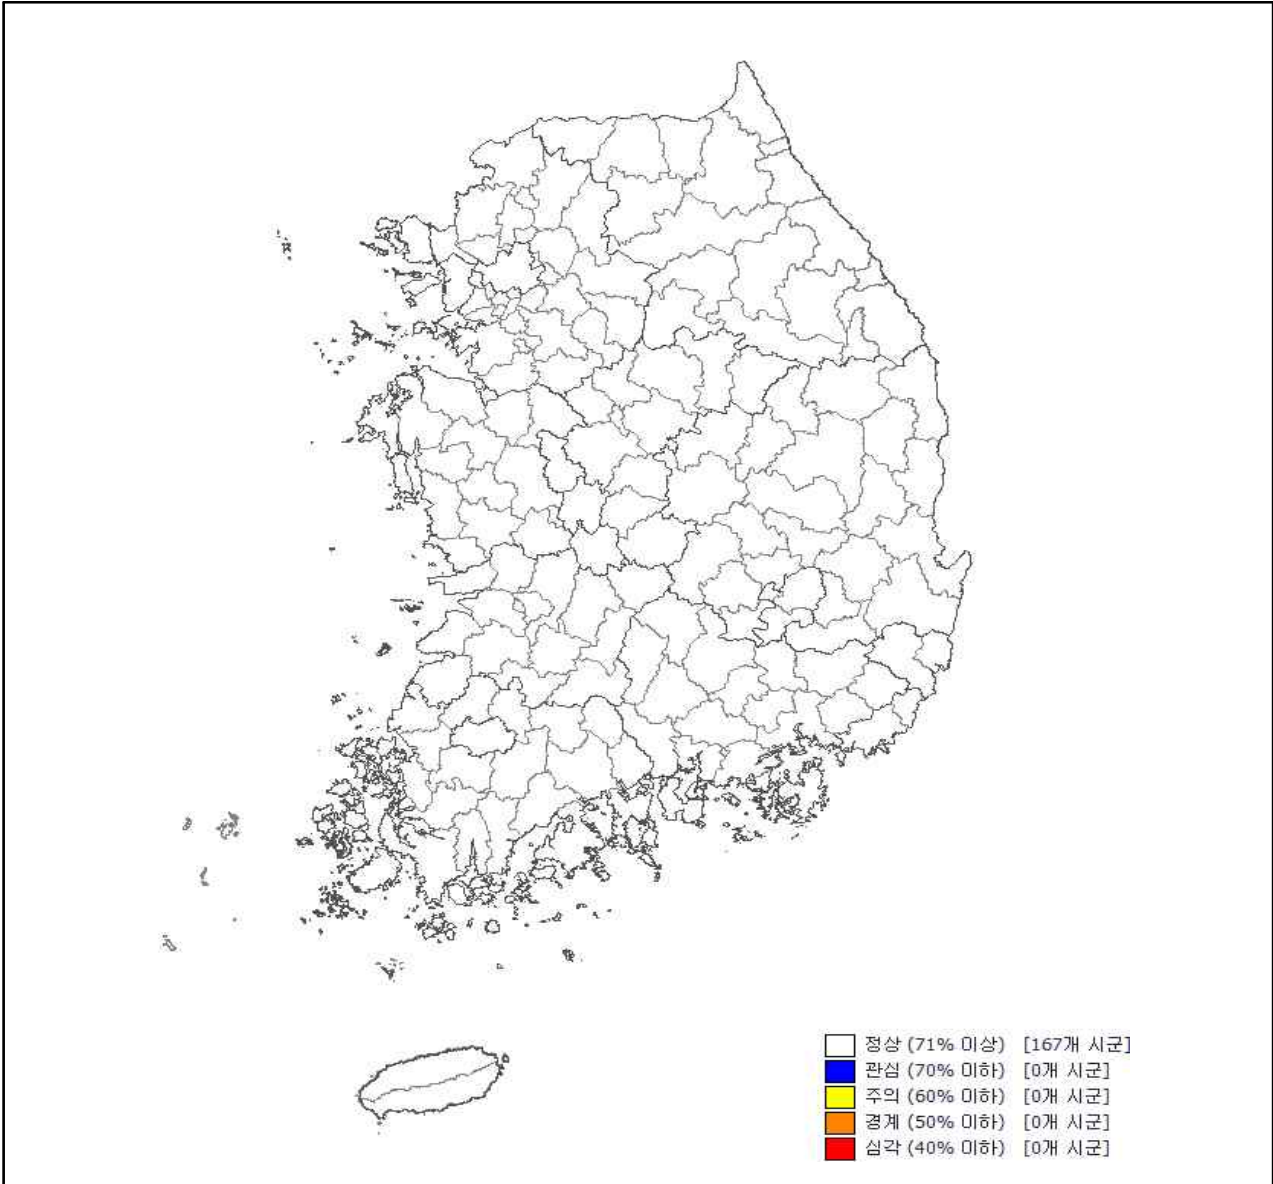 정상 (71% 이상) [167개 시군]
관심 (70% 이하) [0개 시군]
주의 (60% 이하) [0개 시군]
경계 (50% 이하) [0개 시군]
심각 (40% 이하) [0개 시군]